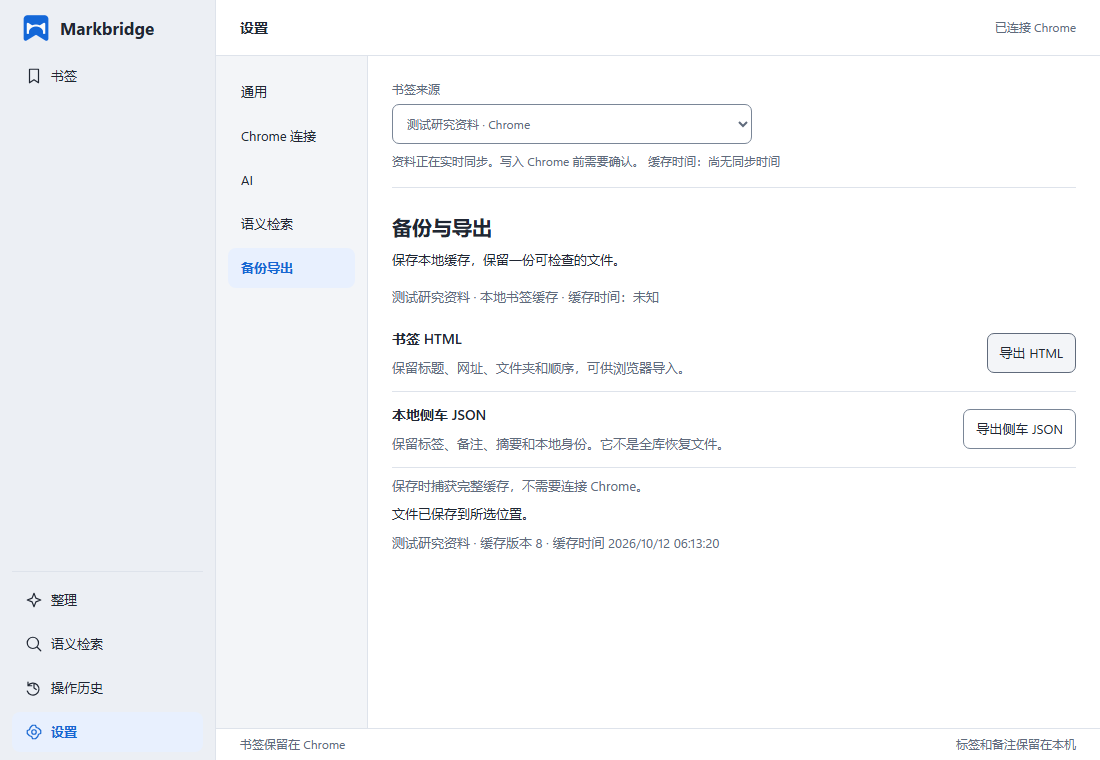 Markbridge
书签
整理
语义检索
操作历史
设置
设置
已连接 Chrome
通用
Chrome 连接
AI
语义检索
备份导出
书签来源
测试研究资料 · Chrome
资料正在实时同步。写入 Chrome 前需要确认。 缓存时间：尚无同步时间
备份与导出
保存本地缓存，保留一份可检查的文件。
测试研究资料 · 本地书签缓存 · 缓存时间：未知
书签 HTML
保留标题、网址、文件夹和顺序，可供浏览器导入。
导出 HTML
本地侧车 JSON
保留标签、备注、摘要和本地身份。它不是全库恢复文件。
导出侧车 JSON
保存时捕获完整缓存，不需要连接 Chrome。
文件已保存到所选位置。
测试研究资料 · 缓存版本 8 · 缓存时间 2026/10/12 06:13:20
书签保留在 Chrome
标签和备注保留在本机